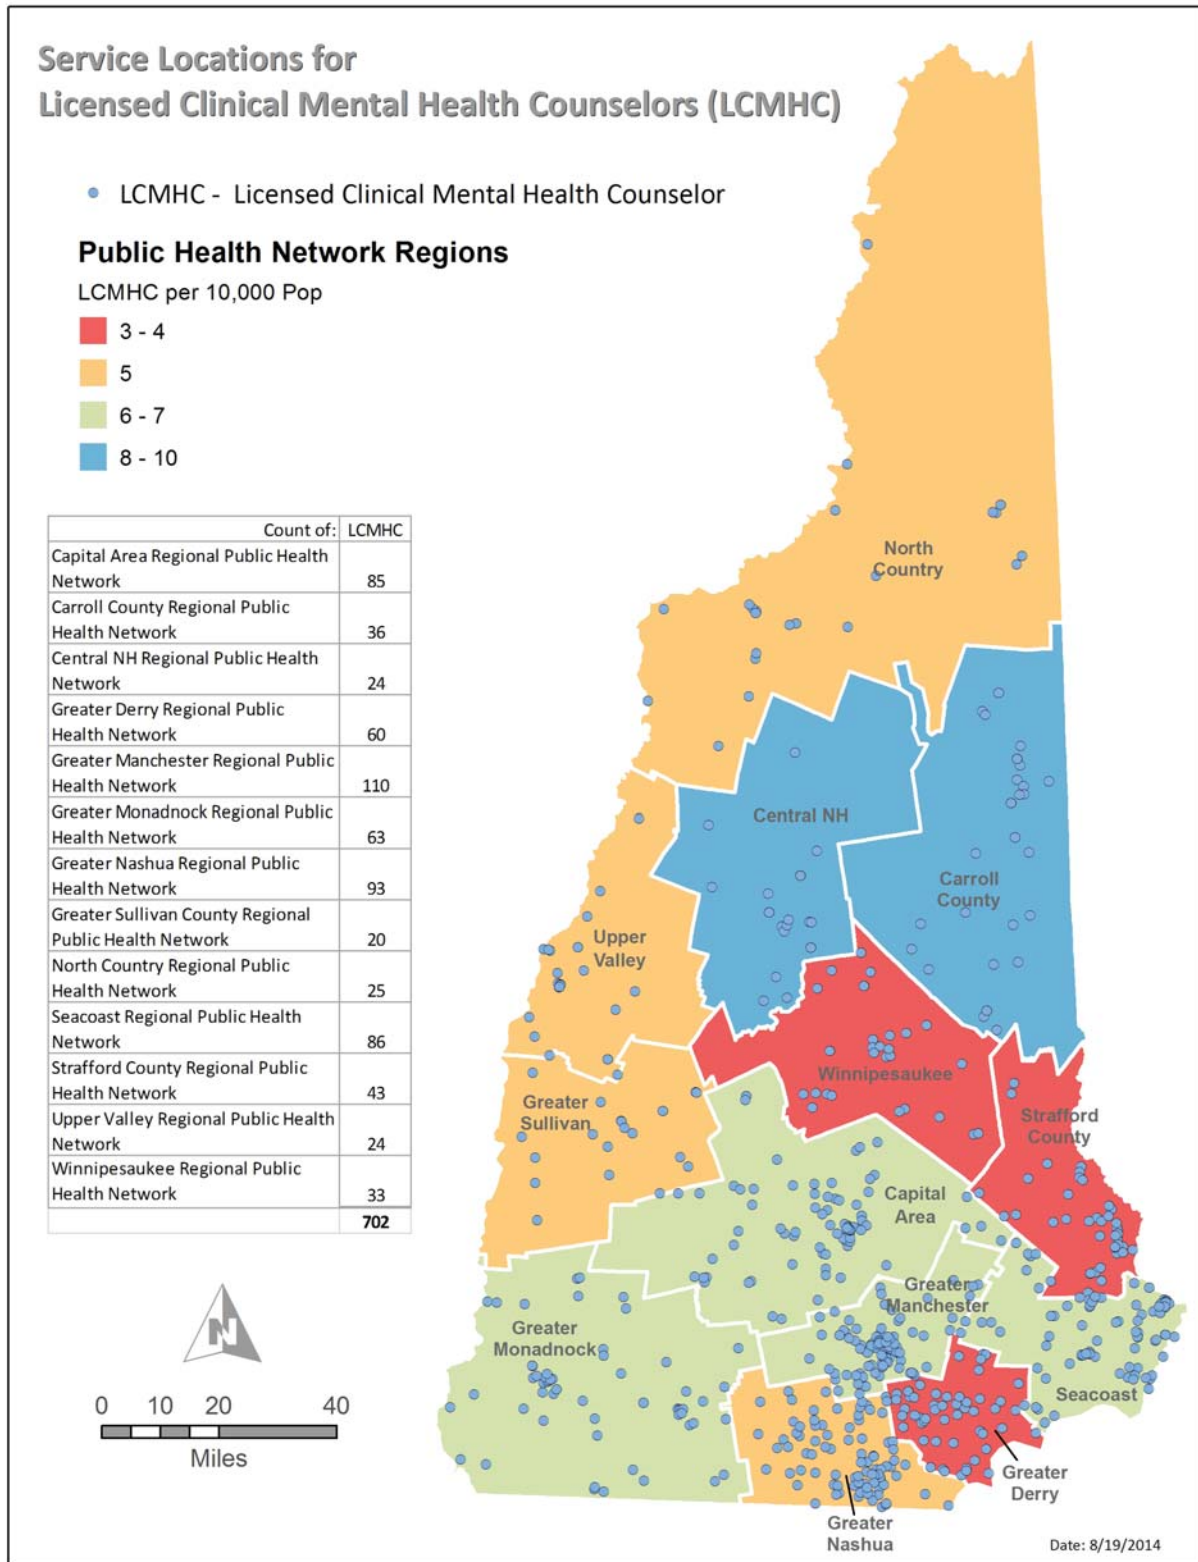 Service Locations for
Licensed Clinical Mental Health Counselors (LCMHC)
LCMHC - Licensed Clinical Mental Health Counselor
Public Health Network Regions
LCMHC per 10,000 Pop
3 - 4
5
6 - 7
8 - 10
Count of: LCMHC
Capital Area Regional Public Health
Network 85
Carroll County Regional Public
Health Network 36
Central NH Regional Public Health
Network 24
Greater Derry Regional Public
Health Network 60
Greater Manchester Regional Public
Health Network 110
Greater Monadnock Regional Public
Health Network 63
Greater Nashua Regional Public
Health Network 93
Greater Sullivan County Regional
Public Health Network 20
North Country Regional Public
Health Network 25
Seacoast Regional Public Health
Network 86
Strafford County Regional Public
Health Network 43
Upper Valley Regional Public Health
Network 24
Winnipesaukee Regional Public
Health Network 33
702
North
Country
Central NH
Carroll
County
Upper
Valley
Winnipesaukee
Greater
Sullivan
Strafford
County
Capital
Area
Greater
Manchester
Greater
Monadnock
Seacoast
Greater
Derry
Greater
Nashua
N
0 10 20 40
Miles
Date: 8/19/2014